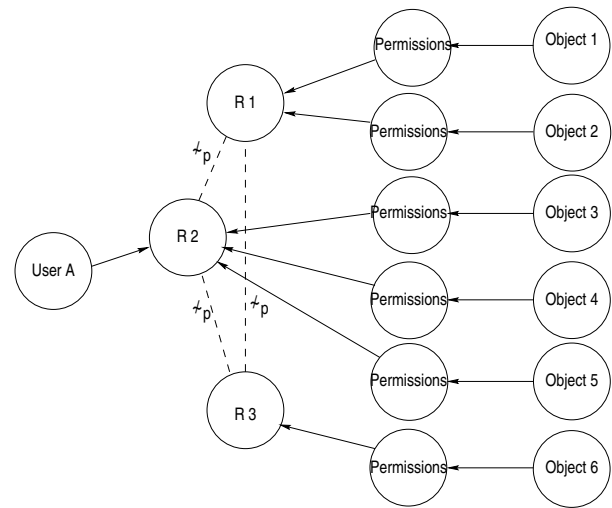 Permissions
Object 1
R 1
Permissions
Object 2
≁p
Permissions
Object 3
R 2
User A
Permissions
Object 4
≁p
≁p
Permissions
Object 5
R 3
Permissions
Object 6